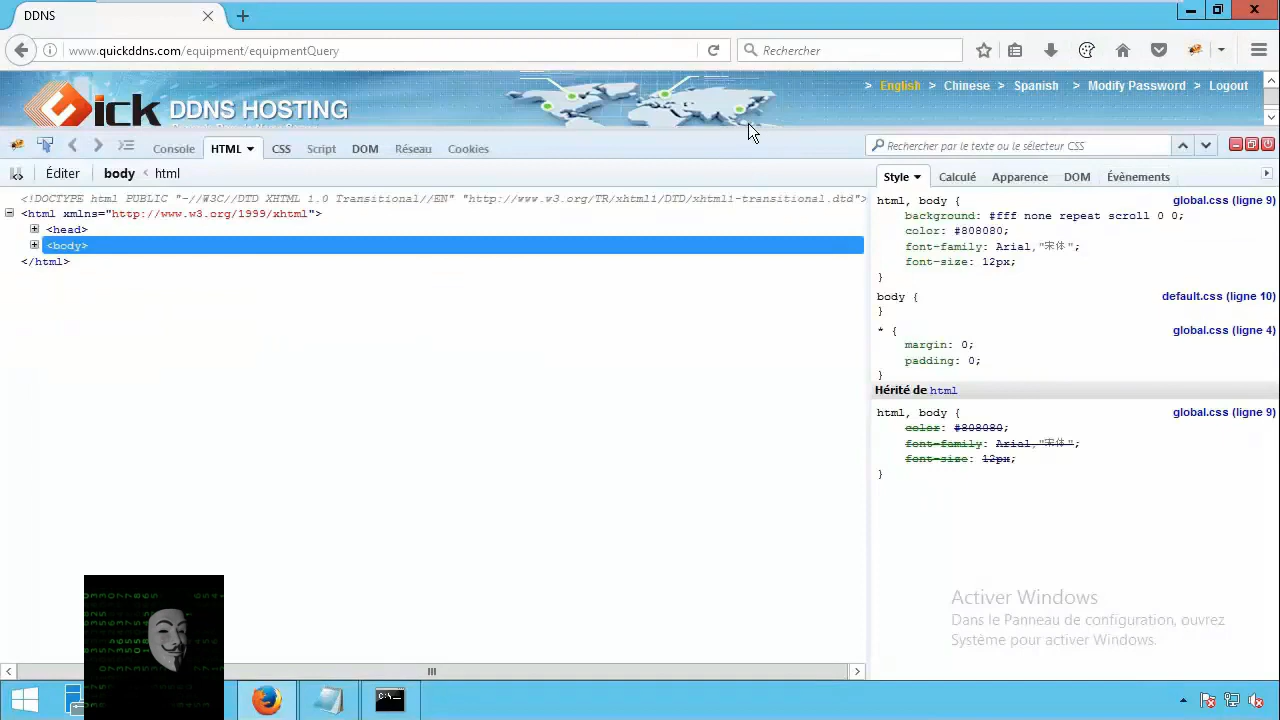 DDNS
www.quickddns.com/equipment/equipmentQuery
Rechercher
ick DDNS HOSTING
> English > Chinese > Spanish > Modify Password > Logout
Console HTML CSS Script DOM Réseau Cookies
Rechercher par le texte ou le sélecteur CSS
Éditer body < html
Style Calculé Apparence DOM Évènements
<!DOCTYPE html PUBLIC "-//W3C//DTD XHTML 1.0 Transitional//EN" "http://www.w3.org/TR/xhtml1/DTD/xhtml1-transitional.dtd">
<html xmlns="http://www.w3.org/1999/xhtml">
<head>
<body>
</html>
html, body { global.css (ligne 9)
background: #fff none repeat scroll 0 0;
color: #808080;
font-family: Arial,"宋体";
font-size: 12px;
}
body { default.css (ligne 10)
}
* { global.css (ligne 4)
margin: 0;
padding: 0;
}
Hérité de html
html, body { global.css (ligne 9)
color: #808080;
font-family: Arial,"宋体";
font-size: 12px;
}
Activer Windows
le Panneau de configuration, ouvrez
pour activer Windows.
C:\_